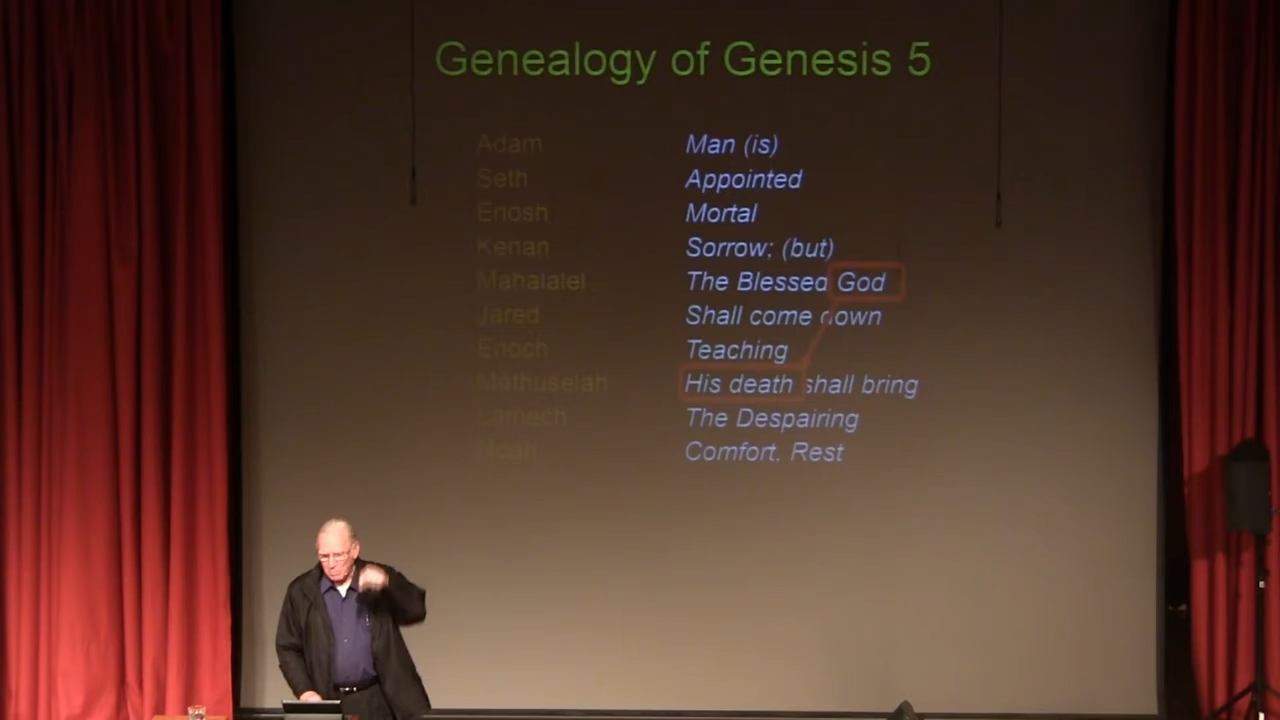 Genealogy of Genesis 5
Adam Man (is)
Seth Appointed
Enosh Mortal
Kenan Sorrow; (but)
Mahalalel The Blessed God
Jared Shall come down
Enoch Teaching
Methuselah His death shall bring
Lamech The Despairing
Noah Comfort, Rest